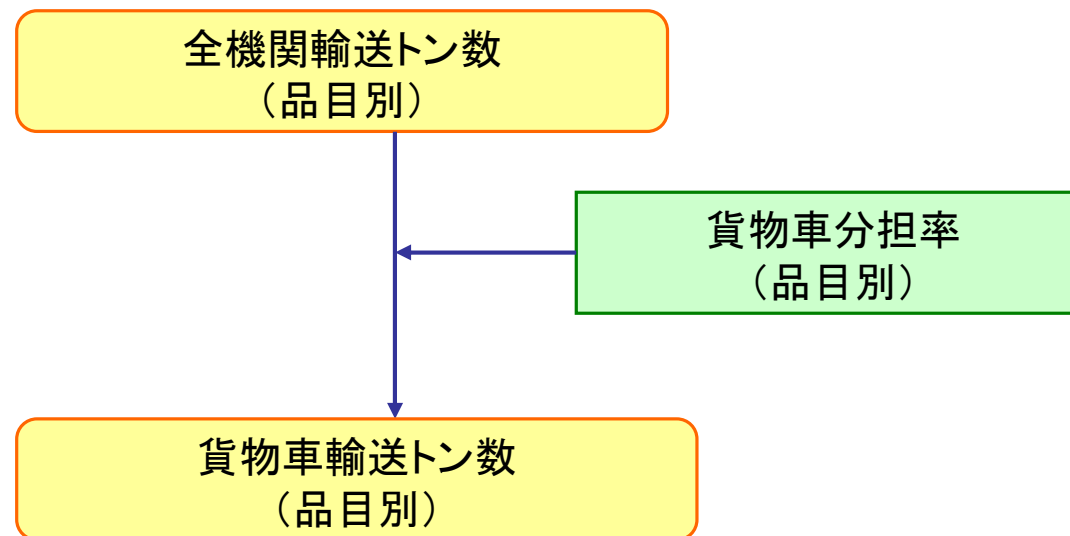 全機関輸送トン数
（品目別）
貨物車分担率
（品目別）
貨物車輸送トン数
（品目別）